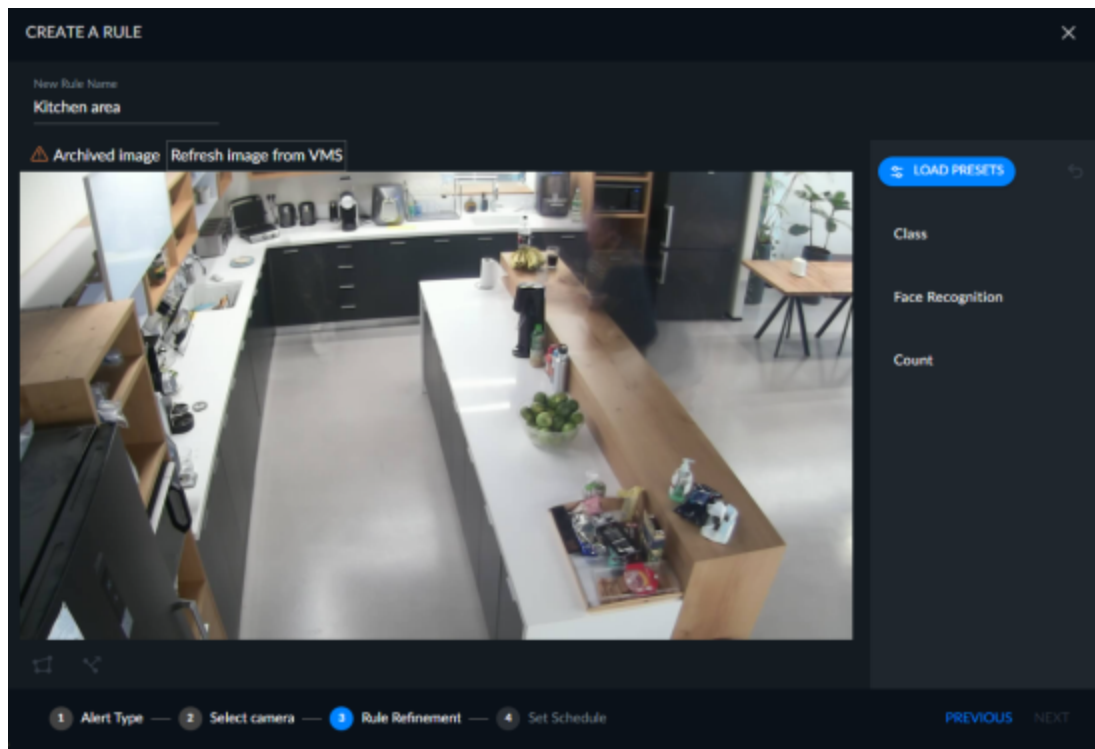 CREATE A RULE
New Rule Name
Kitchen area
Archived image Refresh image from VMS
LOAD PRESETS
Class
Face Recognition
Count
1 Alert Type 2 Select camera 3 Rule Refinement 4 Set Schedule
PREVIOUS NEXT